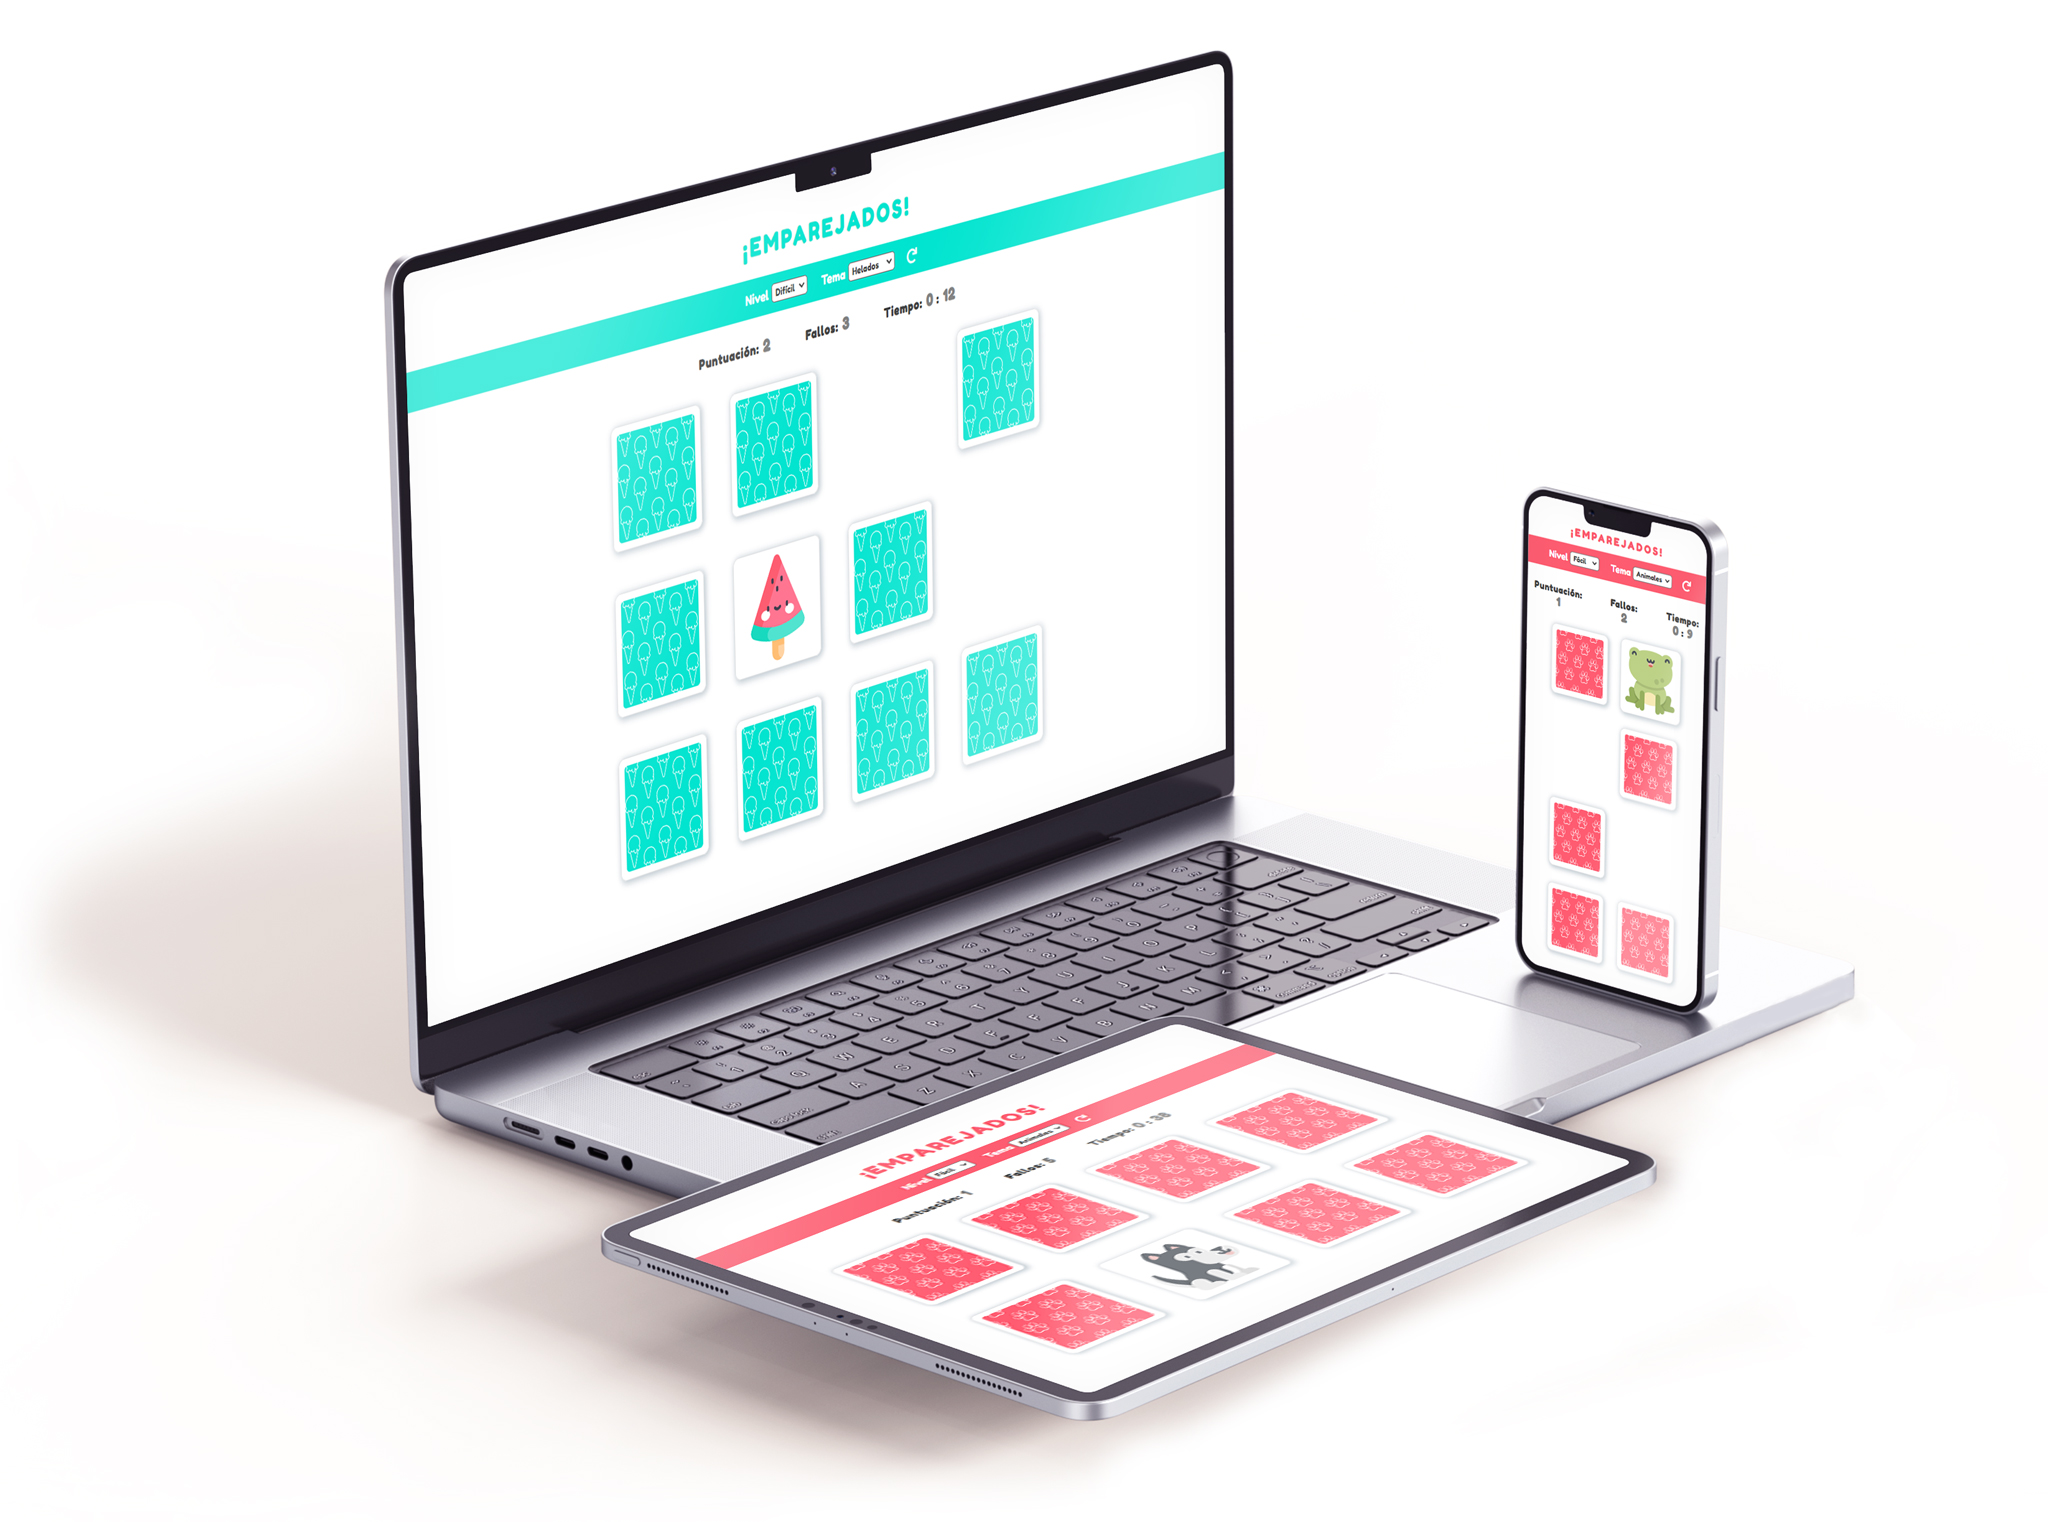 ¡EMPAREJADOS!
Nivel Difícil Tema Helados
Puntuación: 2 Fallos: 3 Tiempo: 0 : 12
¡EMPAREJADOS!
Nivel Fácil Tema Animales
Puntuación: 1 Fallos: 2 Tiempo: 0 : 9
¡EMPAREJADOS!
Nivel Fácil Tema Animales
Puntuación: 1 Fallos: 5 Tiempo: 0 : 38